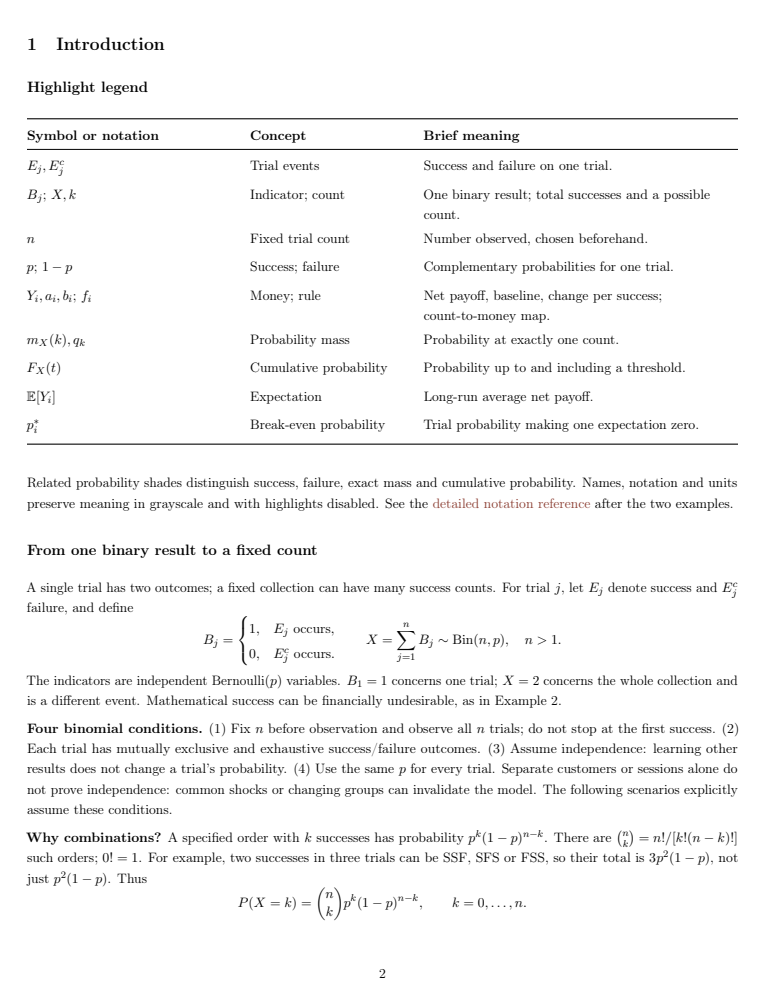 1 Introduction
Highlight legend
Symbol or notation Concept Brief meaning
E_j, E_j^c Trial events Success and failure on one trial.
B_j; X, k Indicator; count One binary result; total successes and a possible
count.
n Fixed trial count Number observed, chosen beforehand.
p; 1 − p Success; failure Complementary probabilities for one trial.
Y_i, a_i, b_i; f_i Money; rule Net payoff, baseline, change per success;
count-to-money map.
m_X(k), q_k Probability mass Probability at exactly one count.
F_X(t) Cumulative probability Probability up to and including a threshold.
𝔼[Y_i] Expectation Long-run average net payoff.
p_i^* Break-even probability Trial probability making one expectation zero.
Related probability shades distinguish success, failure, exact mass and cumulative probability. Names, notation and units
preserve meaning in grayscale and with highlights disabled. See the detailed notation reference after the two examples.
From one binary result to a fixed count
A single trial has two outcomes; a fixed collection can have many success counts. For trial j, let E_j denote success and E_j^c
failure, and define
B_j = { 1, E_j occurs, 0, E_j^c occurs. X = ∑_{j=1}^{n} B_j ∼ Bin(n, p), n > 1.
The indicators are independent Bernoulli(p) variables. B_1 = 1 concerns one trial; X = 2 concerns the whole collection and
is a different event. Mathematical success can be financially undesirable, as in Example 2.
Four binomial conditions. (1) Fix n before observation and observe all n trials; do not stop at the first success. (2)
Each trial has mutually exclusive and exhaustive success/failure outcomes. (3) Assume independence: learning other
results does not change a trial's probability. (4) Use the same p for every trial. Separate customers or sessions alone do
not prove independence: common shocks or changing groups can invalidate the model. The following scenarios explicitly
assume these conditions.
Why combinations? A specified order with k successes has probability p^k(1 − p)^{n−k}. There are \binom{n}{k} = n!/[k!(n − k)!]
such orders; 0! = 1. For example, two successes in three trials can be SSF, SFS or FSS, so their total is 3p^2(1 − p), not
just p^2(1 − p). Thus
P(X = k) = \binom{n}{k} p^k(1 − p)^{n−k}, k = 0, . . . , n.
2